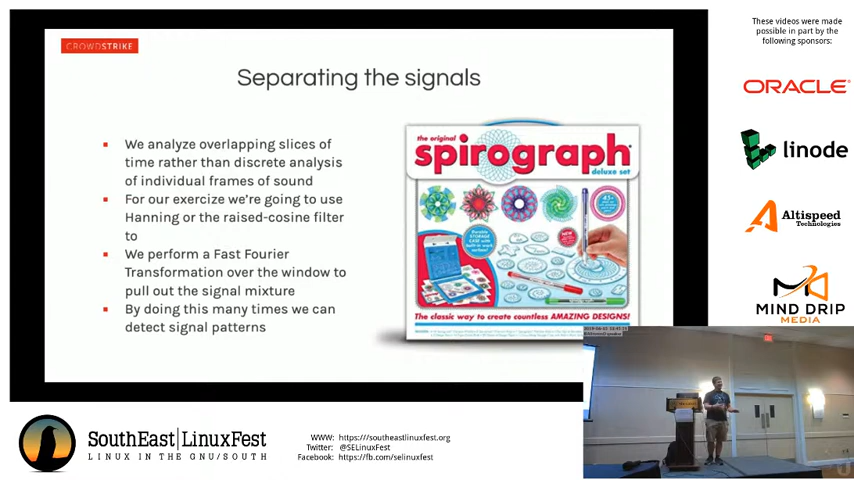 CROWDSTRIKE
Separating the signals
We analyze overlapping slices of
time rather than discrete analysis
of individual frames of sound
For our exercize we're going to use
Hanning or the raised-cosine filter
to
We perform a Fast Fourier
Transformation over the window to
pull out the signal mixture
By doing this many times we can
detect signal patterns
the original
spirograph
deluxe set
The classic way to create countless AMAZING DESIGNS!
These videos were made
possible in part by the
following sponsors:
ORACLE
linode
Altispeed
Technologies
MIND DRIP
MEDIA
SouthEast|LinuxFest
LINUX IN THE GNU/SOUTH
WWW: https://southeastlinuxfest.org
Twitter: @SELinuxFest
Facebook: https://fb.com/selinuxfest